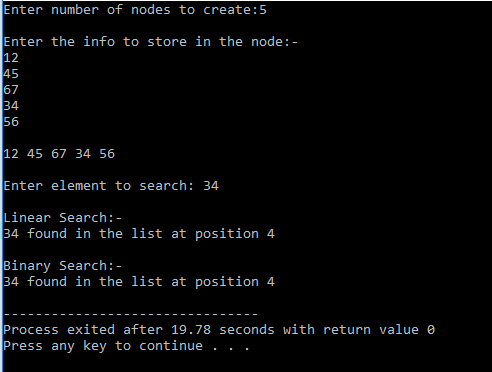 Enter number of nodes to create:5
Enter the info to store in the node:-
12
45
67
34
56
12 45 67 34 56
Enter element to search: 34
Linear Search:-
34 found in the list at position 4
Binary Search:-
34 found in the list at position 4
--------------------------------
Process exited after 19.78 seconds with return value 0
Press any key to continue . . .